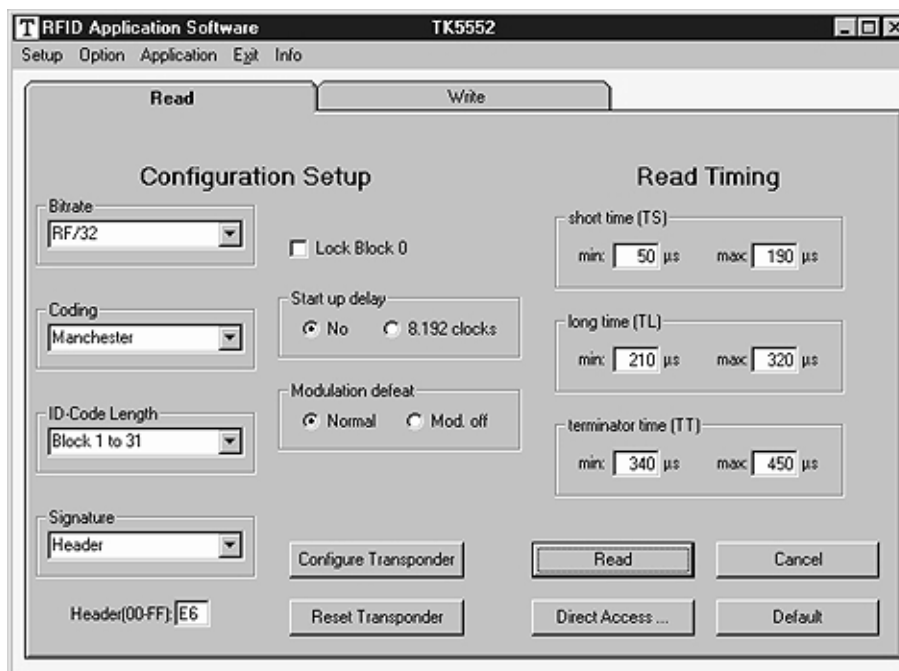 T RFID Application Software TK5552
Setup Option Application Exit Info
Read Write
Configuration Setup
Bitrate
RF/32
Coding
Manchester
ID-Code Length
Block 1 to 31
Signature
Header
Header(00-FF): E6
Lock Block 0
Start up delay
No 8.192 clocks
Modulation defeat
Normal Mod. off
Configure Transponder
Reset Transponder
Read Timing
short time (TS)
min: 50 µs max: 190 µs
long time (TL)
min: 210 µs max: 320 µs
terminator time (TT)
min: 340 µs max: 450 µs
Read Cancel
Direct Access ... Default